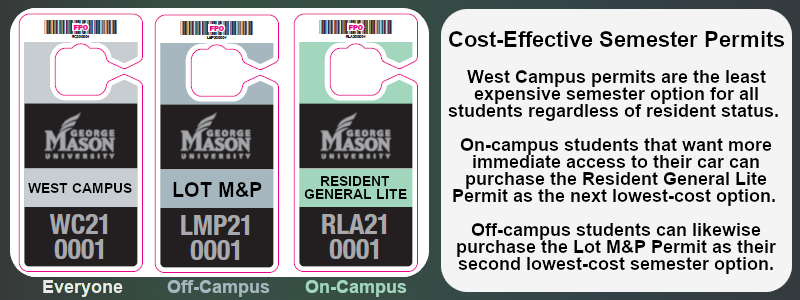 FPO
FPO
FPO
GEORGE
MASON
UNIVERSITY
GEORGE
MASON
UNIVERSITY
GEORGE
MASON
UNIVERSITY
WEST CAMPUS
LOT M&P
RESIDENT
GENERAL LITE
WC21
0001
LMP21
0001
RLA21
0001
Everyone
Off-Campus
On-Campus
Cost-Effective Semester Permits
West Campus permits are the least
expensive semester option for all
students regardless of resident status.
On-campus students that want more
immediate access to their car can
purchase the Resident General Lite
Permit as the next lowest-cost option.
Off-campus students can likewise
purchase the Lot M&P Permit as their
second lowest-cost semester option.